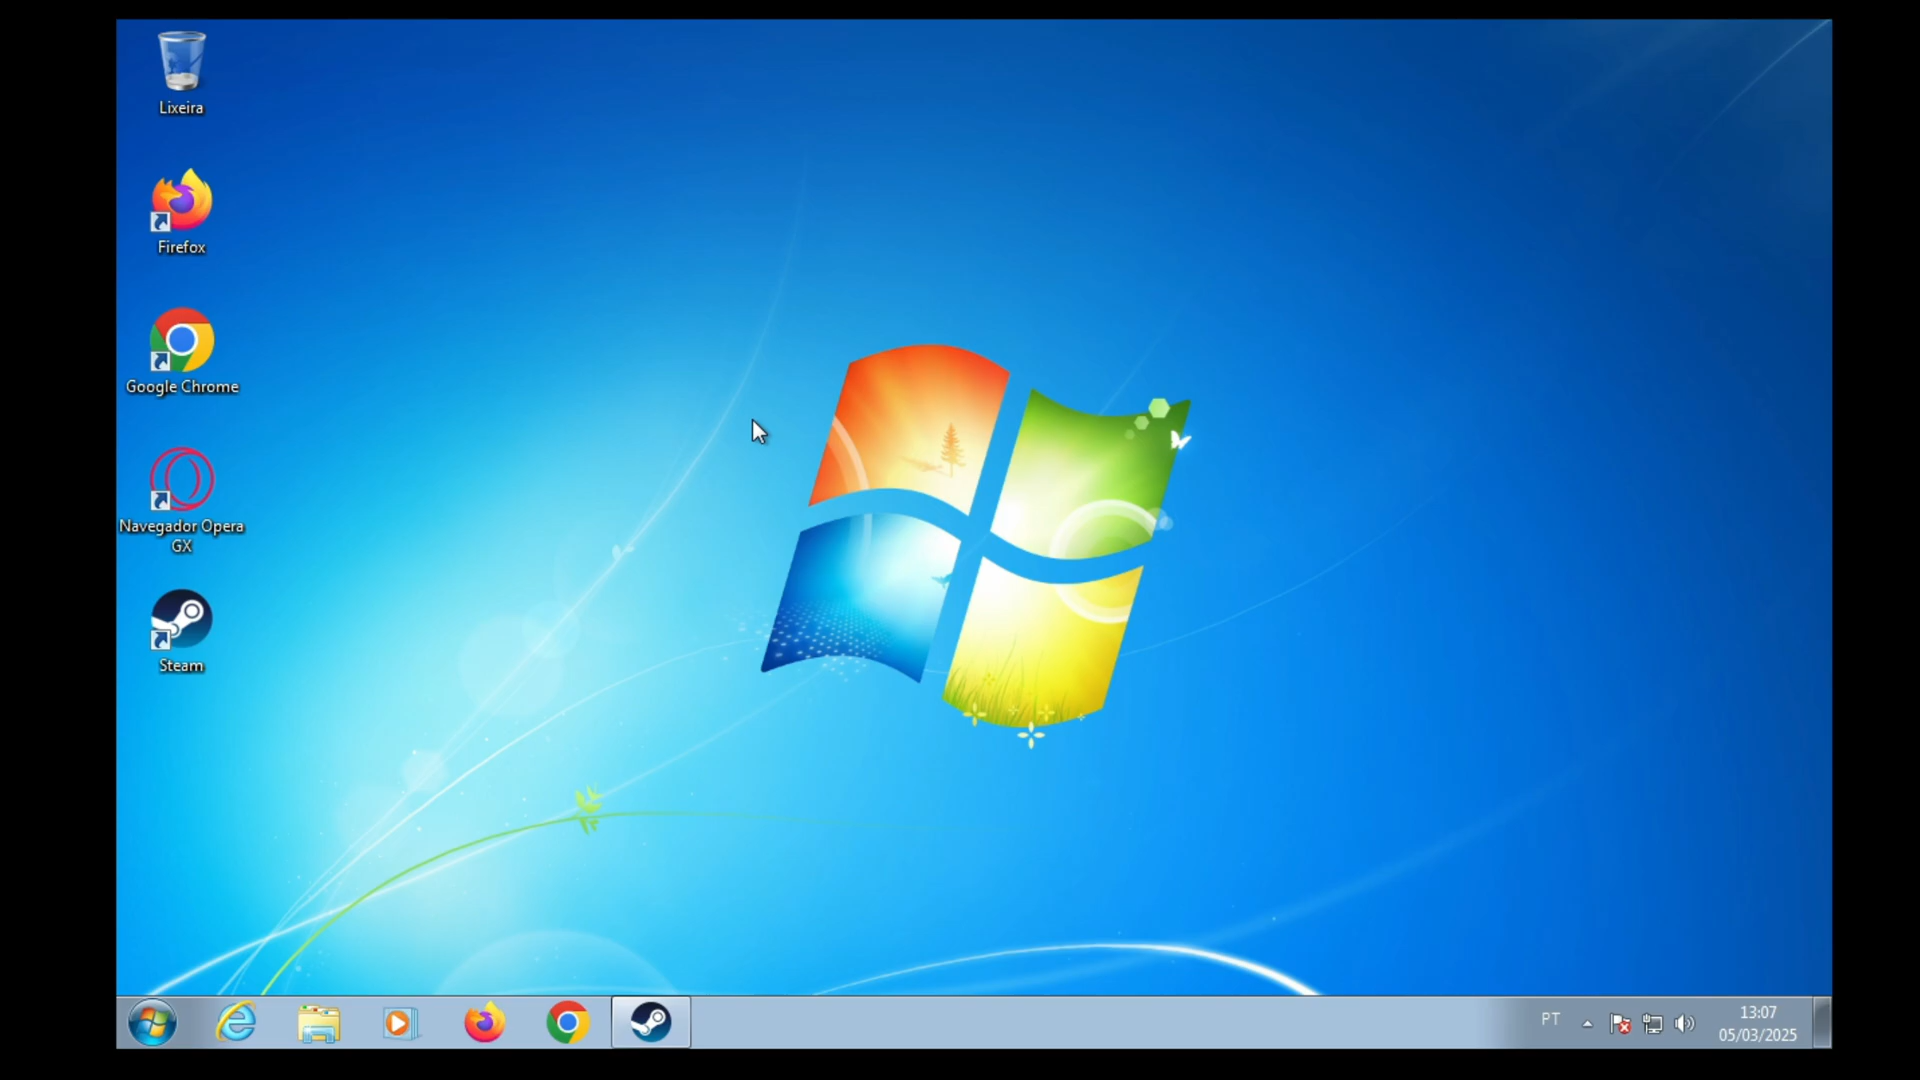 Lixeira
Firefox
Google Chrome
Navegador Opera
GX
Steam
PT
13:07
05/03/2025